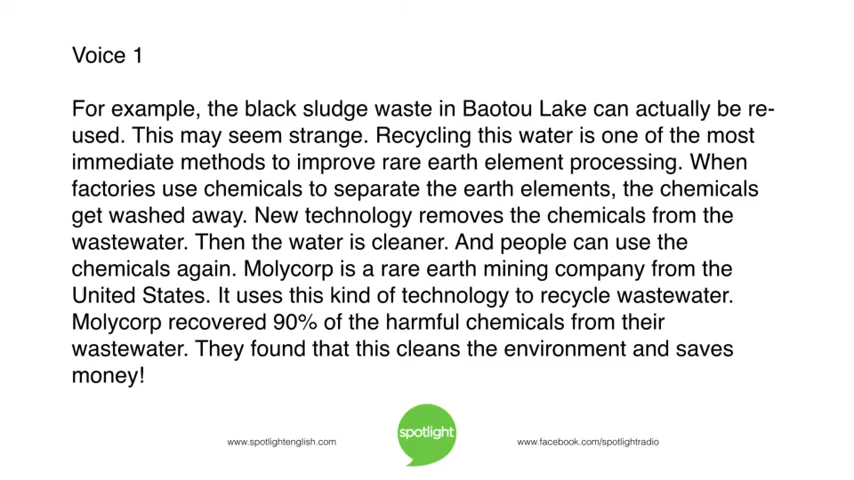 Voice 1
For example, the black sludge waste in Baotou Lake can actually be re-
used. This may seem strange. Recycling this water is one of the most
immediate methods to improve rare earth element processing. When
factories use chemicals to separate the earth elements, the chemicals
get washed away. New technology removes the chemicals from the
wastewater. Then the water is cleaner. And people can use the
chemicals again. Molycorp is a rare earth mining company from the
United States. It uses this kind of technology to recycle wastewater.
Molycorp recovered 90% of the harmful chemicals from their
wastewater. They found that this cleans the environment and saves
money!
www.spotlightenglish.com
spotlight
www.facebook.com/spotlightradio